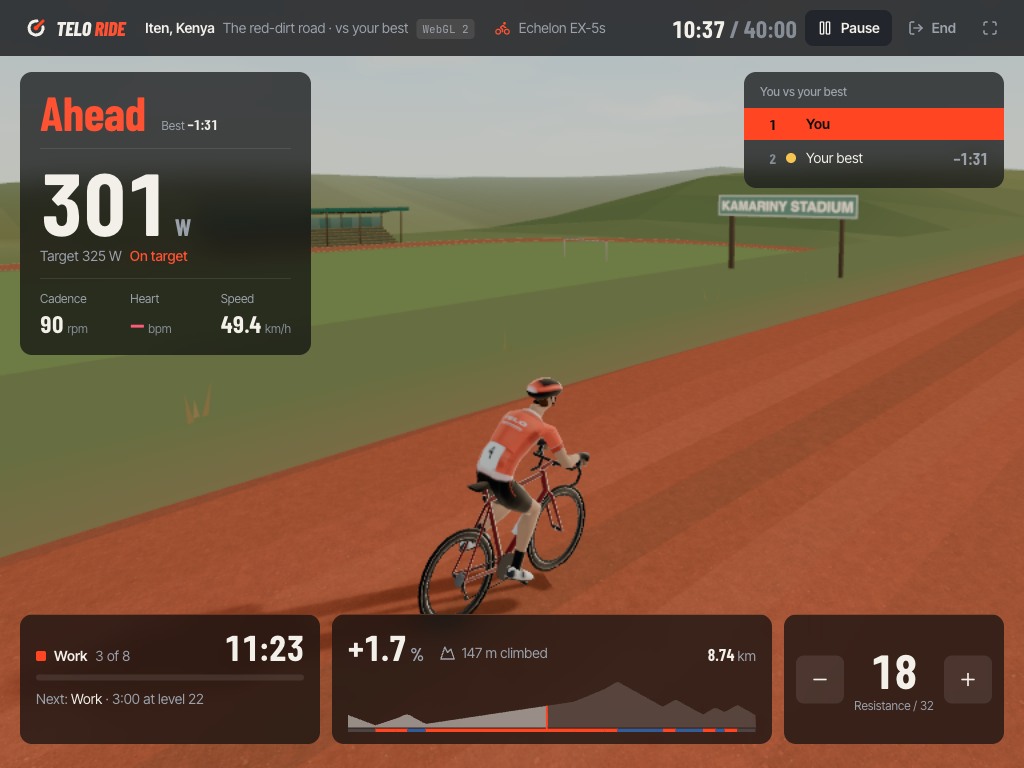 TELO RIDE Iten, Kenya The red-dirt road · vs your best WebGL 2 Echelon EX-5s 10:37 / 40:00 Pause End
Ahead Best −1:31
301 W
Target 325 W On target
Cadence Heart Speed
90 rpm — bpm 49.4 km/h
You vs your best
1 You
2 Your best −1:31
KAMARINY STADIUM
TELO
4
Work 3 of 8 11:23
Next: Work · 3:00 at level 22
+1.7 % 147 m climbed 8.74 km
− 18 +
Resistance / 32